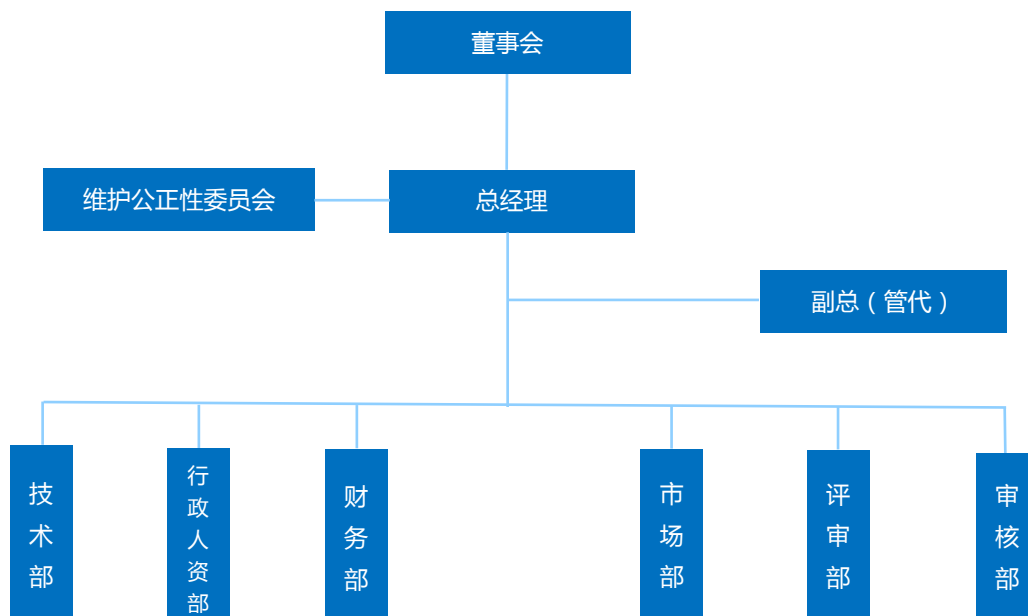 董事会
维护公正性委员会
总经理
副总（管代）
技术部
行政人资部
财务部
市场部
评审部
审核部